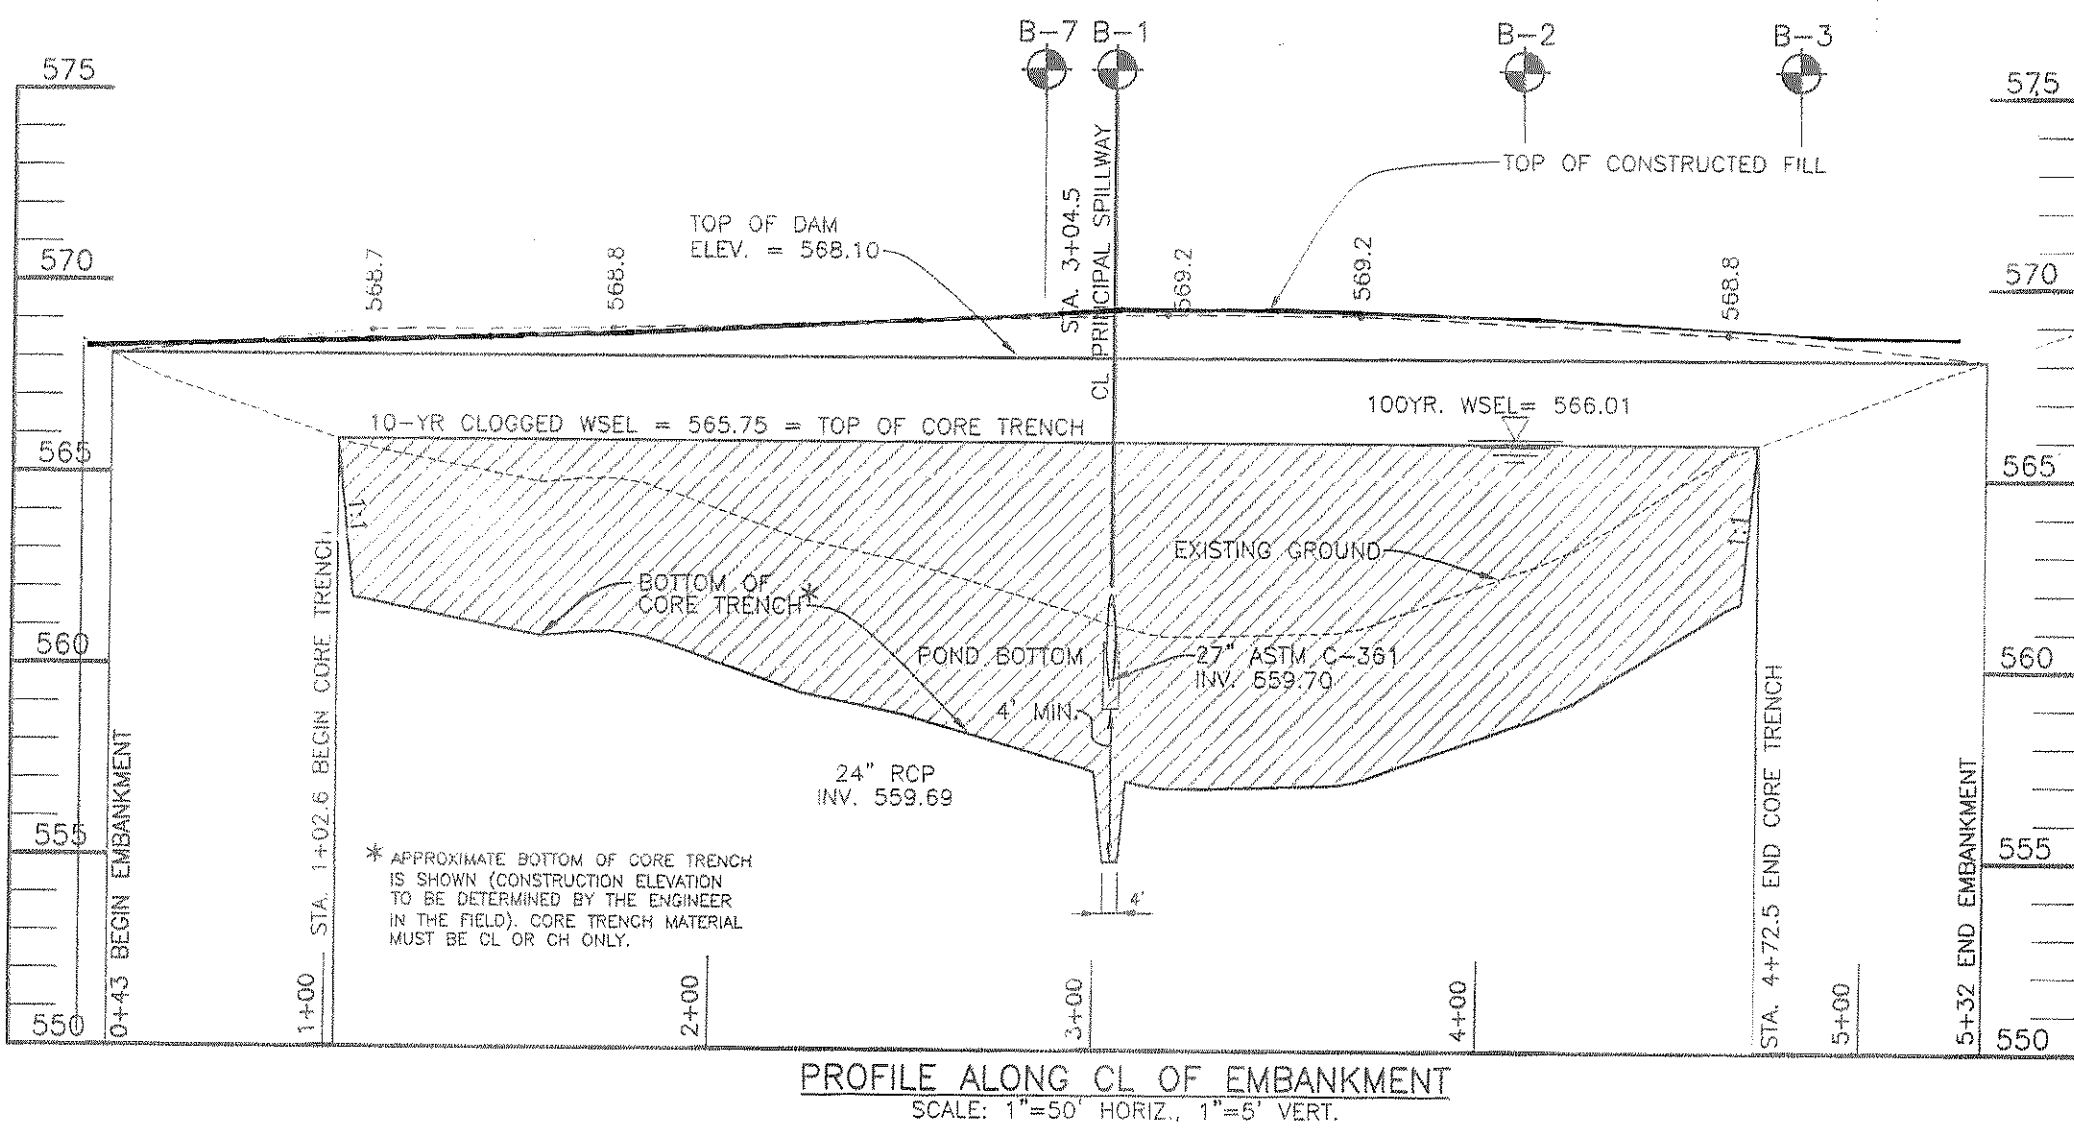 B-7 B-1 B-2 B-3
575
575
TOP OF CONSTRUCTED FILL
STA. 3+04.5
CL PRINCIPAL SPILLWAY
TOP OF DAM
ELEV. = 568.10
570
570
568.7
568.8
569.2
569.2
568.8
10-YR CLOGGED WSEL = 565.75 = TOP OF CORE TRENCH
100YR. WSEL= 566.01
565
565
1:1
1:1
EXISTING GROUND
BOTTOM OF
CORE TRENCH*
POND BOTTOM
27" ASTM C-361
INV. 559.70
560
560
4' MIN.
24" RCP
INV. 559.69
555
555
* APPROXIMATE BOTTOM OF CORE TRENCH
IS SHOWN (CONSTRUCTION ELEVATION
TO BE DETERMINED BY THE ENGINEER
IN THE FIELD). CORE TRENCH MATERIAL
MUST BE CL OR CH ONLY.
4'
0+43 BEGIN EMBANKMENT
STA. 1+02.6 BEGIN CORE TRENCH
STA. 4+72.5 END CORE TRENCH
5+32 END EMBANKMENT
550
1+00
2+00
3+00
4+00
5+00
550
PROFILE ALONG CL OF EMBANKMENT
SCALE: 1"=50' HORIZ., 1"=5' VERT.